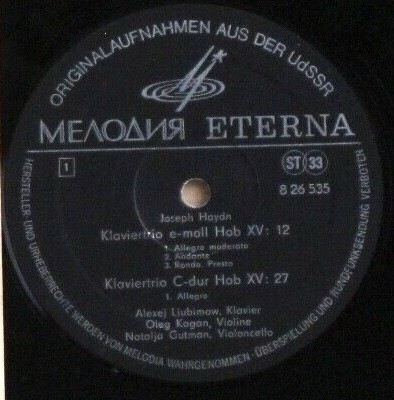 ORIGINALAUFNAHMEN AUS DER UdSSR
МЕЛОДИЯ ETERNA
1
ST 33
8 26 535
Joseph Haydn
Klaviertrio e-moll Hob XV: 12
1. Allegro moderato
2. Andante
3. Rondo. Presto
Klaviertrio C-dur Hob XV: 27
1. Allegro
Alexej Ljubimow, Klavier
Oleg Kagan, Violine
Natalja Gutman, Violoncello
HERSTELLER- UND URHEBERRECHTE WERDEN VON MELODIA WAHRGENOMMEN · ÜBERSPIELUNG UND RUNDFUNKSENDUNG VERBOTEN